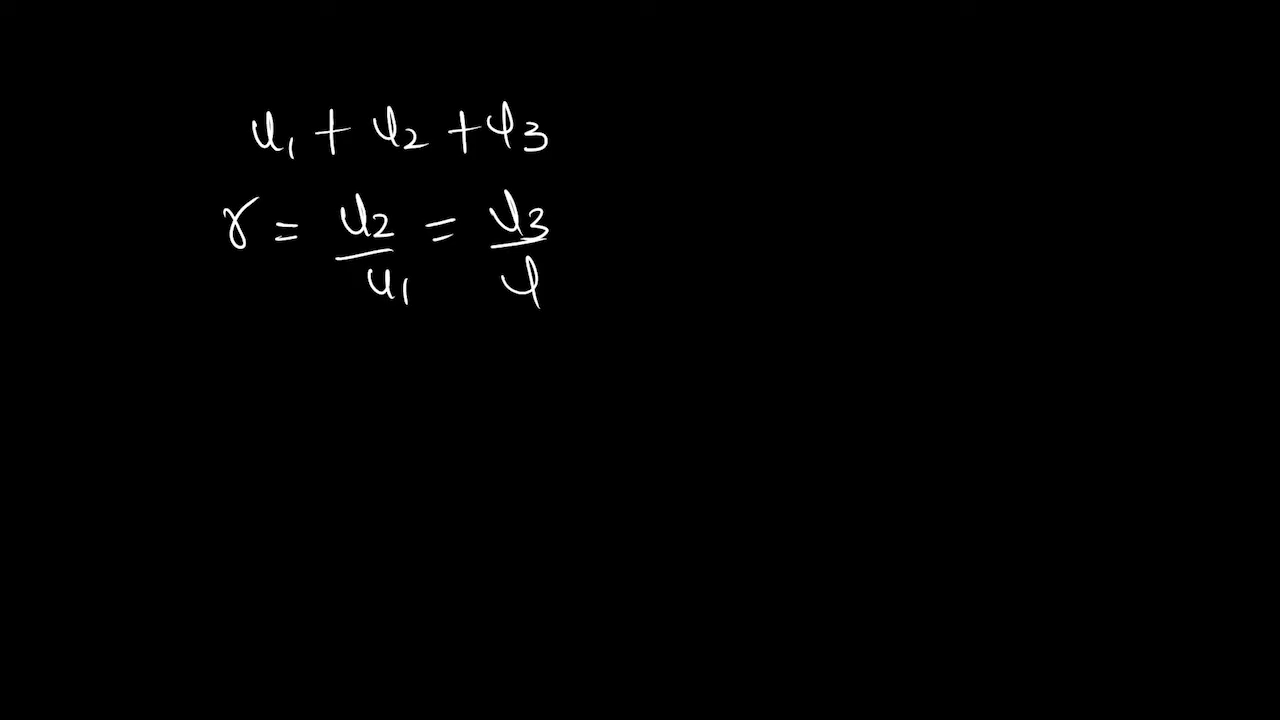 u₁ + u₂ + u₃
r = u₂/u₁ = u₃/u